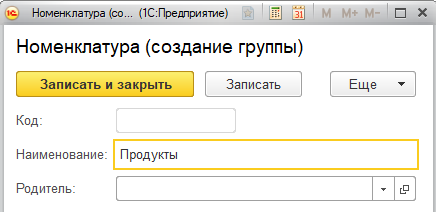 Номенклатура (со... (1С:Предприятие)
M M+ M-
Номенклатура (создание группы)
Записать и закрыть Записать Еще
Код:
Наименование: Продукты
Родитель: